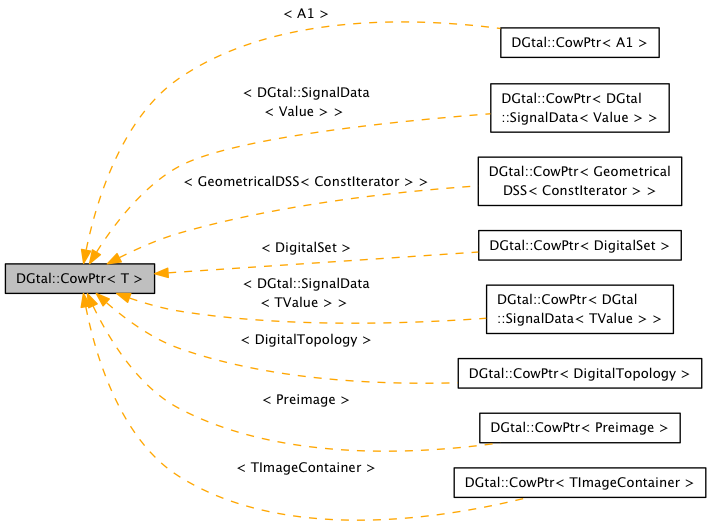 < A1 >
DGtal::CowPtr< A1 >
< DGtal::SignalData
< Value > >
DGtal::CowPtr< DGtal
::SignalData< Value > >
< GeometricalDSS< ConstIterator > >
DGtal::CowPtr< Geometrical
DSS< ConstIterator > >
< DigitalSet >
DGtal::CowPtr< DigitalSet >
DGtal::CowPtr< T >
< DGtal::SignalData
< TValue > >
DGtal::CowPtr< DGtal
::SignalData< TValue > >
< DigitalTopology >
DGtal::CowPtr< DigitalTopology >
< Preimage >
DGtal::CowPtr< Preimage >
< TImageContainer >
DGtal::CowPtr< TImageContainer >